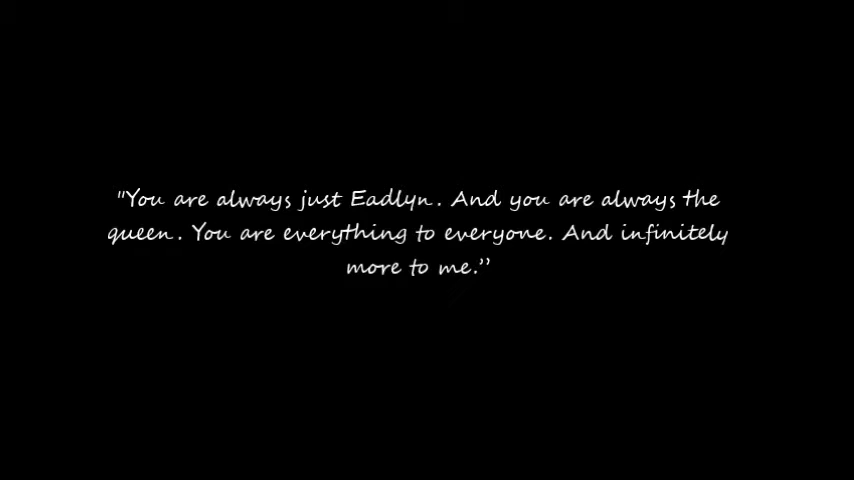 "You are always just Eadlyn. And you are always the
queen. You are everything to everyone. And infinitely
more to me.”